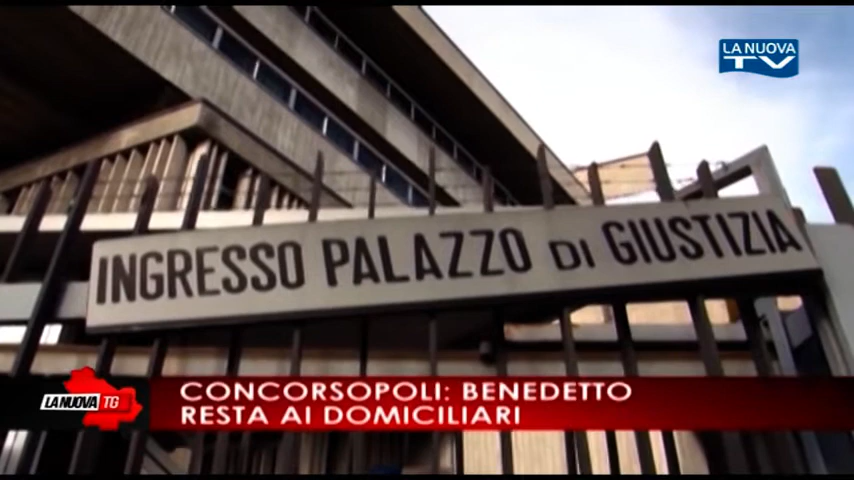 LA NUOVA
TV
INGRESSO PALAZZO DI GIUSTIZIA
CONCORSOPOLI: BENEDETTO
RESTA AI DOMICILIARI
LA NUOVA TG